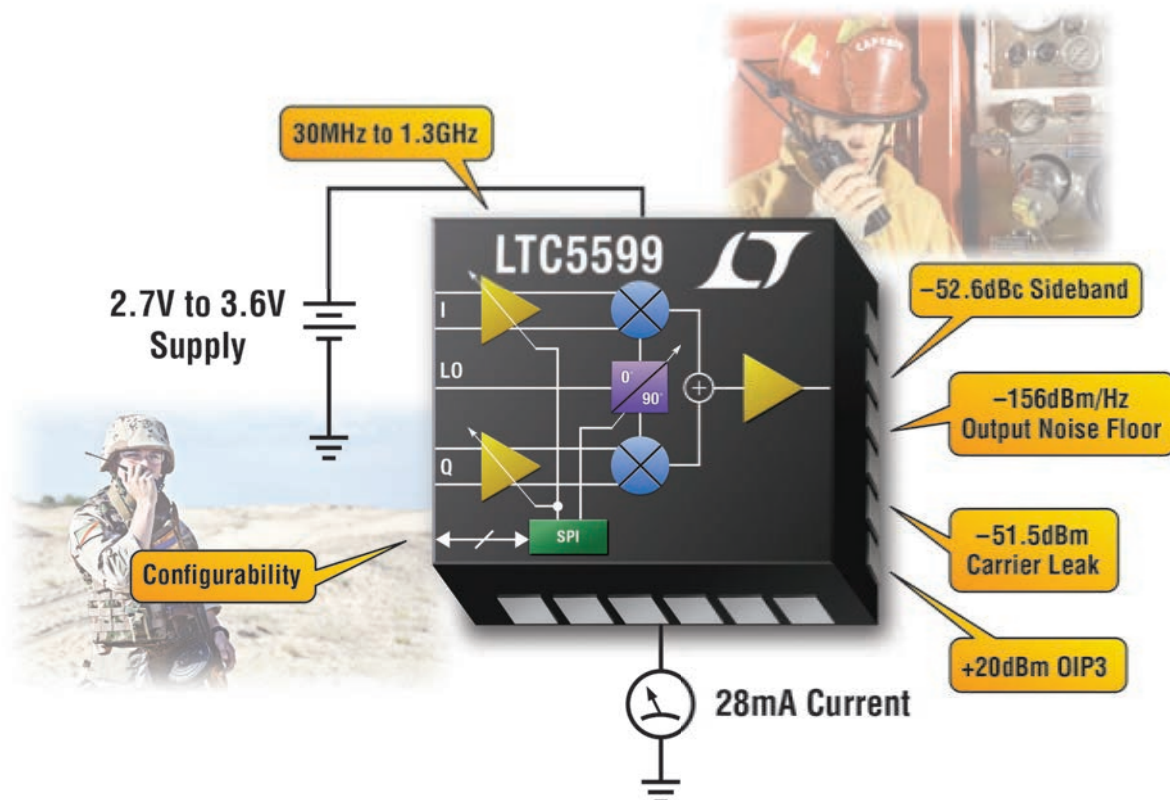 CAPTAIN
30MHz to 1.3GHz
LTC5599
2.7V to 3.6V
Supply
I
LO
0°
90°
Q
SPI
–52.6dBc Sideband
–156dBm/Hz
Output Noise Floor
–51.5dBm
Carrier Leak
+20dBm OIP3
Configurability
28mA Current